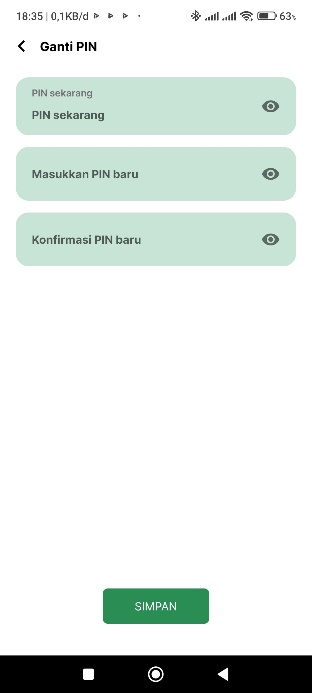 18:35 | 0,1KB/d
63%
Ganti PIN
PIN sekarang
PIN sekarang
Masukkan PIN baru
Konfirmasi PIN baru
SIMPAN